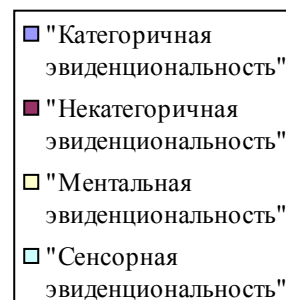 "Категоричная
эвиденциональность"
"Некатегоричная
эвиденциональность"
"Ментальная
эвиденциональность"
"Сенсорная
эвиденциональность"